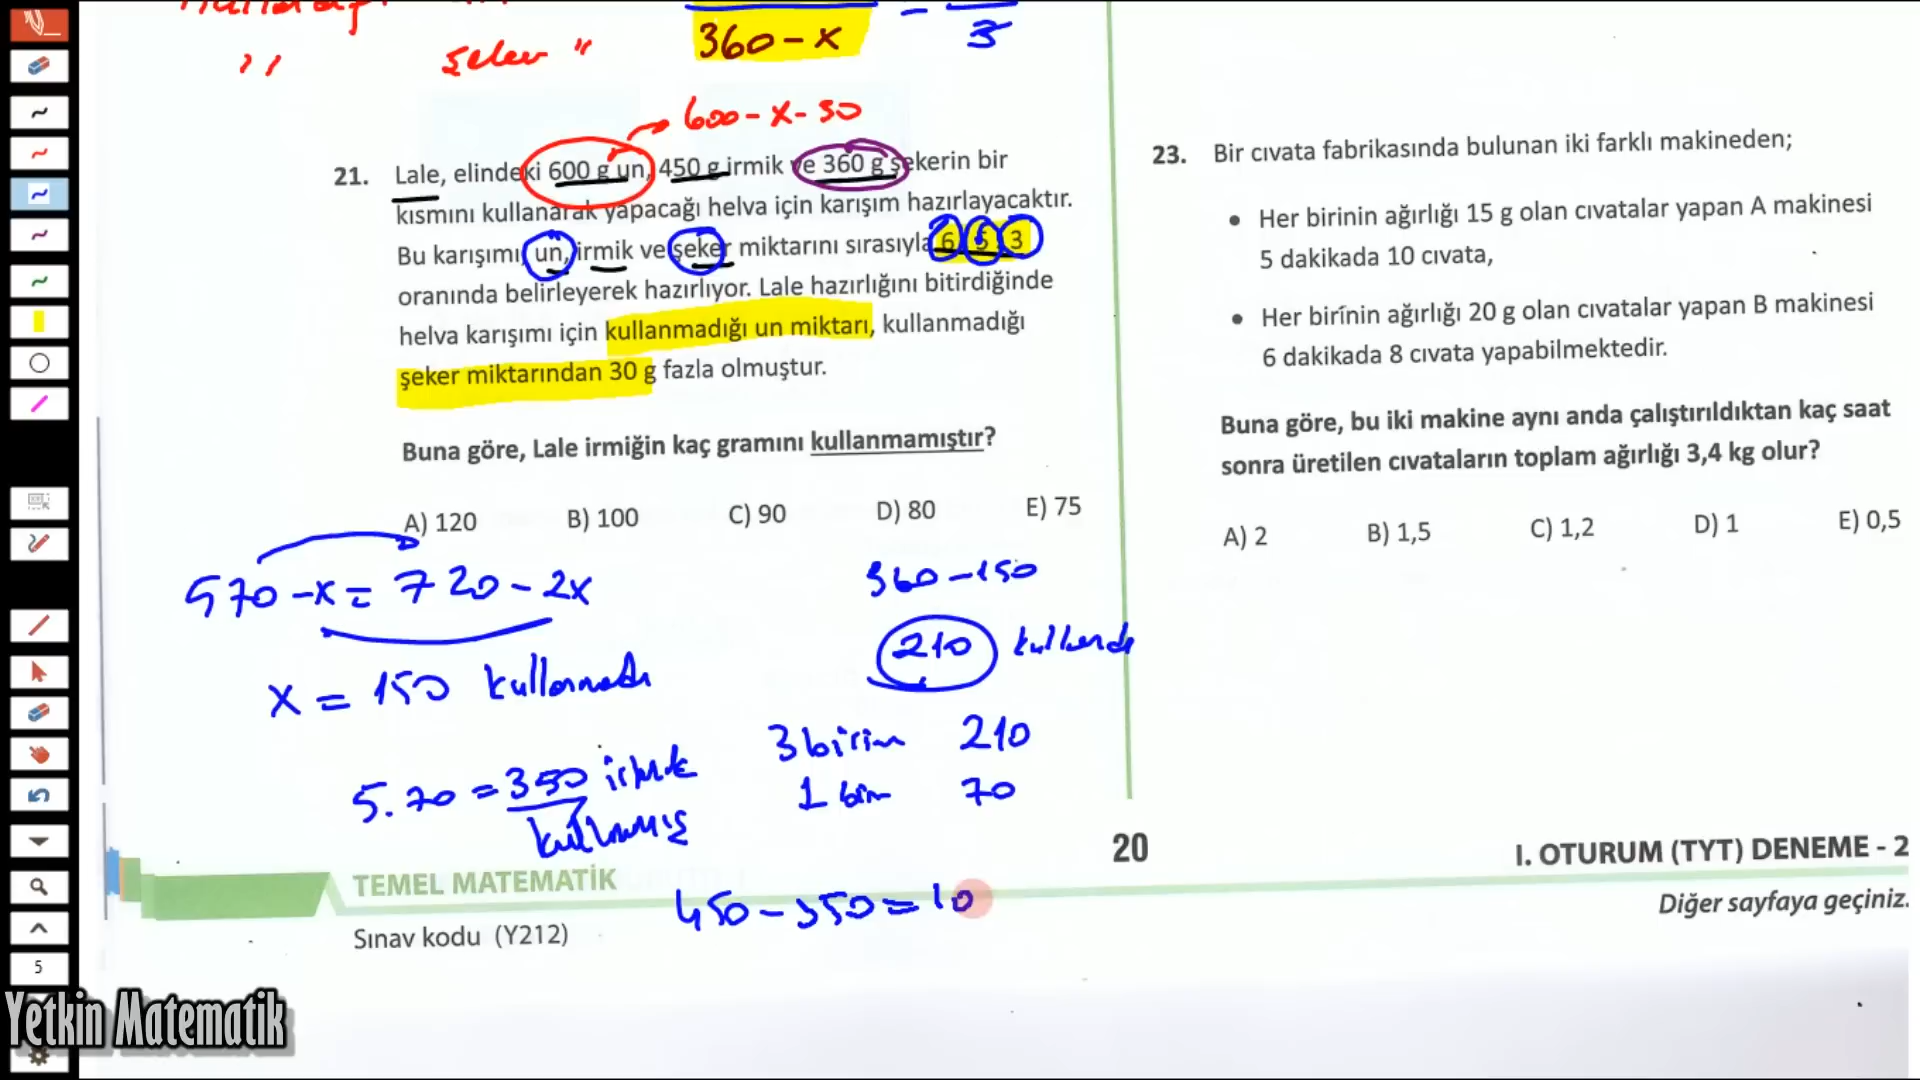 360 - x
3
" şeker "
600 - x - 30
21. Lale, elindeki 600 g un, 450 g irmik ve 360 g şekerin bir
kısmını kullanarak yapacağı helva için karışım hazırlayacaktır.
Bu karışımı, un, irmik ve şeker miktarını sırasıyla 6 5 3
oranında belirleyerek hazırlıyor. Lale hazırlığını bitirdiğinde
helva karışımı için kullanmadığı un miktarı, kullanmadığı
şeker miktarından 30 g fazla olmuştur.
Buna göre, Lale irmiğin kaç gramını kullanmamıştır?
A) 120 B) 100 C) 90 D) 80 E) 75
570 - x = 720 - 2x
x = 150 kullanmadı
360 - 150
210 kullandı
3 birim 210
1 bim 70
5.70 = 350 irmik
kullanmış
450 - 350 = 10
23. Bir cıvata fabrikasında bulunan iki farklı makineden;
• Her birinin ağırlığı 15 g olan cıvatalar yapan A makinesi
5 dakikada 10 cıvata,
• Her birinin ağırlığı 20 g olan cıvatalar yapan B makinesi
6 dakikada 8 cıvata yapabilmektedir.
Buna göre, bu iki makine aynı anda çalıştırıldıktan kaç saat
sonra üretilen cıvataların toplam ağırlığı 3,4 kg olur?
A) 2 B) 1,5 C) 1,2 D) 1 E) 0,5
TEMEL MATEMATİK
Sınav kodu (Y212)
20
I. OTURUM (TYT) DENEME - 2
Diğer sayfaya geçiniz.
5
Yetkin Matematik